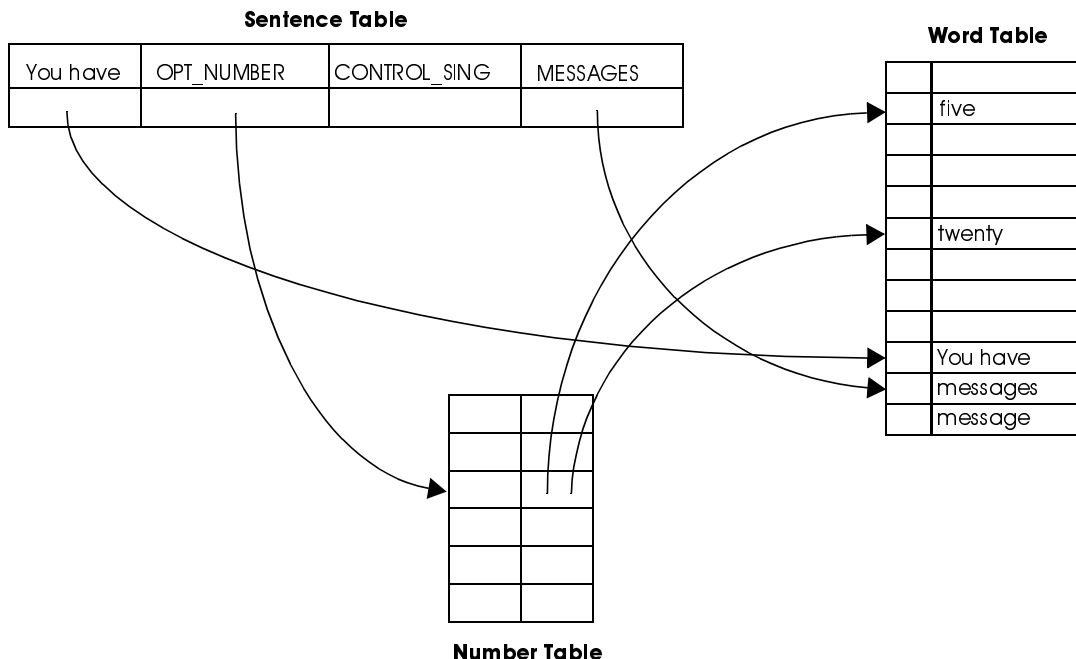 Sentence Table
You have OPT_NUMBER CONTROL_SING MESSAGES
Word Table
five
twenty
You have
messages
message
Number Table